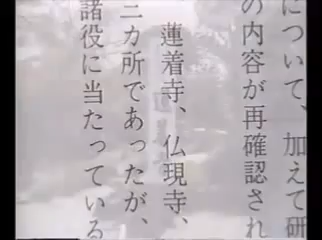 について、加えて研
の内容が再確認され
蓮着寺、仏現寺、
二カ所であったが、
諸役に当たっている